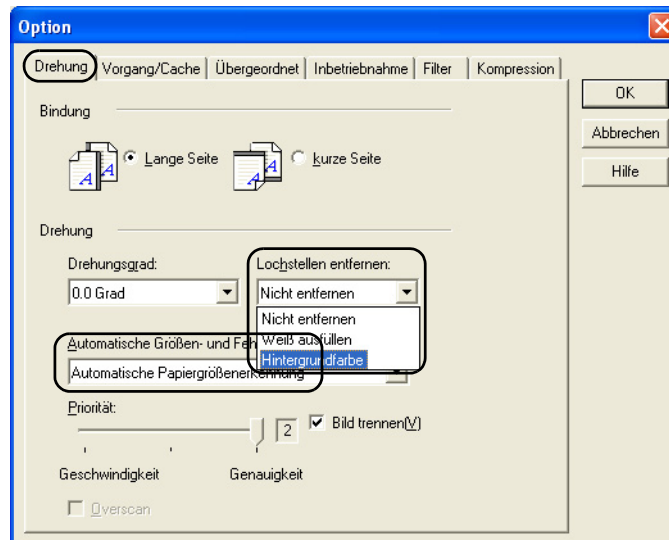 Option
Drehung Vorgang/Cache Übergeordnet Inbetriebnahme Filter Kompression
OK
Abbrechen
Hilfe
Bindung
A A Lange Seite A A kurze Seite
Drehung
Drehungsgrad: Lochstellen entfernen:
0.0 Grad Nicht entfernen
Nicht entfernen
Weiß ausfüllen
Hintergrundfarbe
Automatische Größen- und
Automatische Papiergrößenerkennung
Priorität:
2 Bild trennen(V)
Geschwindigkeit Genauigkeit
Overscan